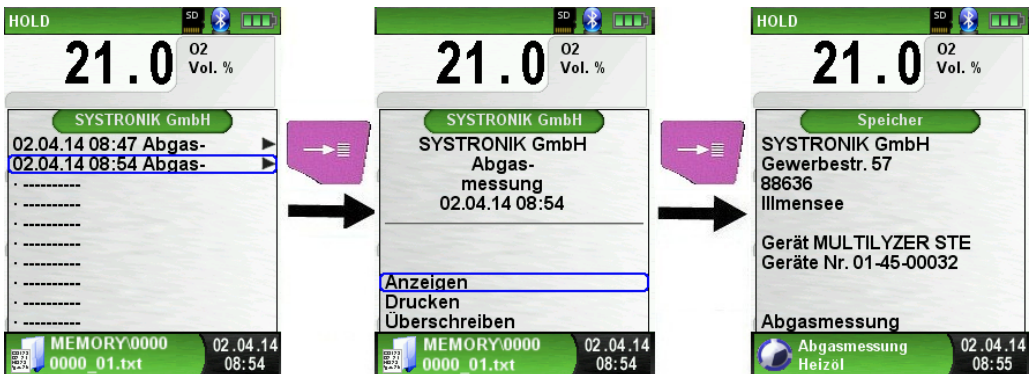 HOLD
SD
21.0
O2
Vol. %
SYSTRONIK GmbH
02.04.14 08:47 Abgas-
02.04.14 08:54 Abgas-
· ----------
· ----------
· ----------
· ----------
· ----------
· ----------
· ----------
· ----------
MEMORY\0000
0000_01.txt
02.04.14
08:54
SD
21.0
O2
Vol. %
SYSTRONIK GmbH
SYSTRONIK GmbH
Abgas-
messung
02.04.14 08:54
Anzeigen
Drucken
Überschreiben
MEMORY\0000
0000_01.txt
02.04.14
08:54
HOLD
SD
21.0
O2
Vol. %
Speicher
SYSTRONIK GmbH
Gewerbestr. 57
88636
Illmensee
Gerät MULTILYZER STE
Geräte Nr. 01-45-00032
Abgasmessung
Abgasmessung
Heizöl
02.04.14
08:55